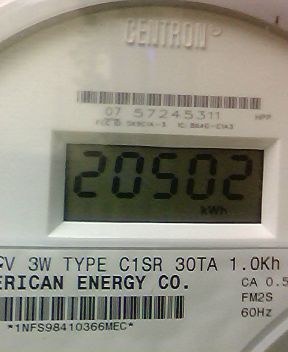 CENTRON®
07 57245311
HPP
20502
kWh
V 3W TYPE C1SR 30TA 1.0Kh
ERICAN ENERGY CO.
CA 0.5
FM2S
60Hz
*1NFS98410366MEC*